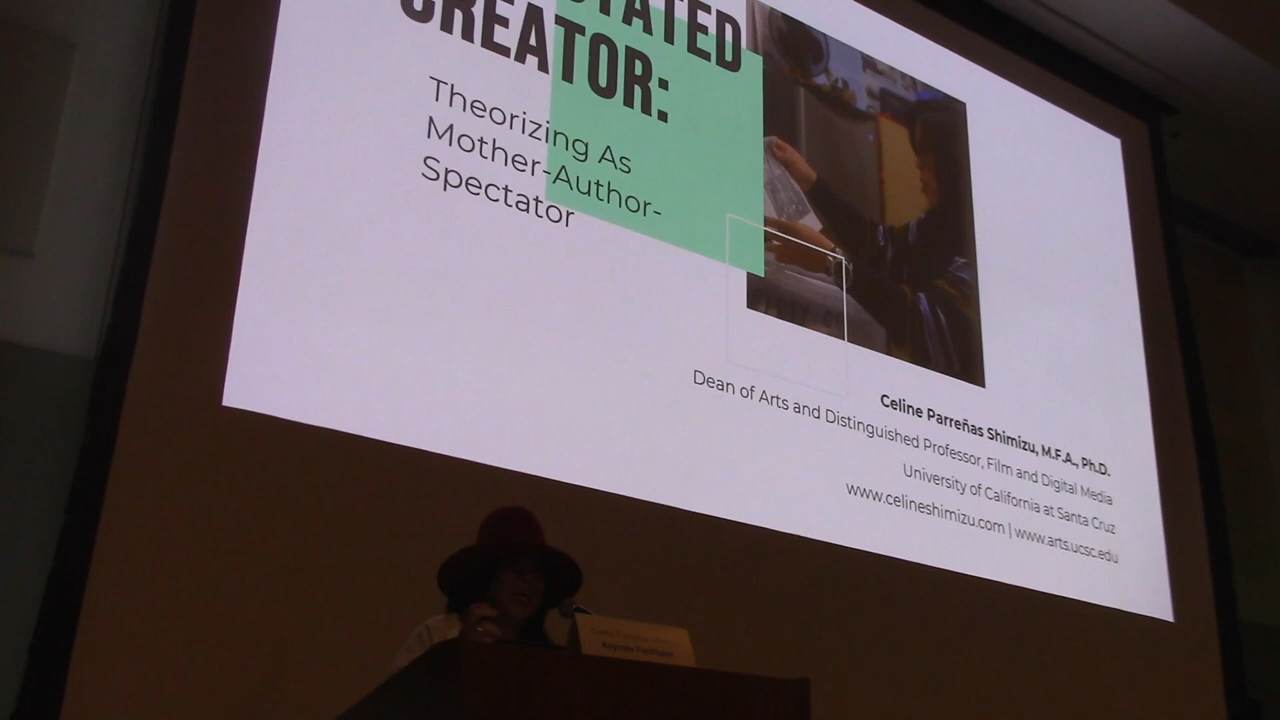 CREATOR:
Theorizing As
Mother-Author-
Spectator
Celine Parreñas Shimizu, M.F.A., Ph.D.
Dean of Arts and Distinguished Professor, Film and Digital Media
University of California at Santa Cruz
www.celineshimizu.com | www.arts.ucsc.edu